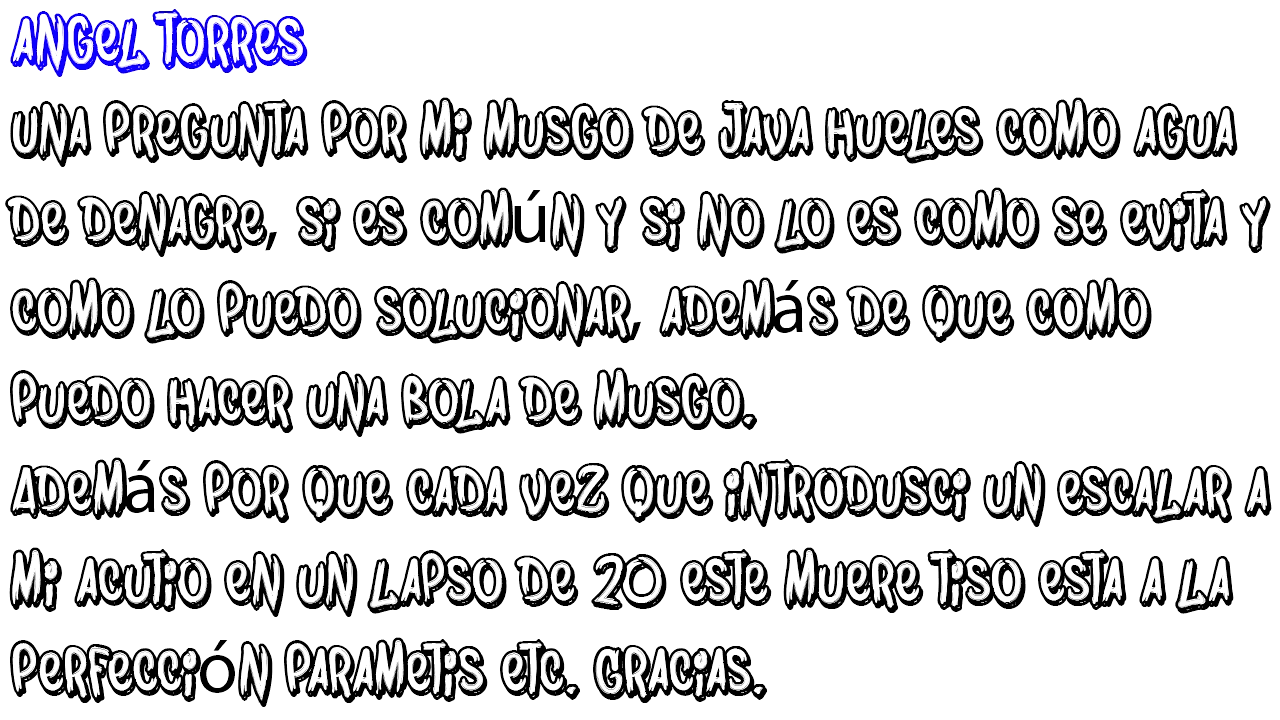 ANGEL TORRES
UNA PREGUNTA POR MI MUSGO DE JAVA HUELES COMO AGUA
DE DENAGRE, SI ES COMÚN Y SI NO LO ES COMO SE EVITA Y
COMO LO PUEDO SOLUCIONAR, ADEMÁS DE QUE COMO
PUEDO HACER UNA BOLA DE MUSGO.
ADEMÁS POR QUE CADA VEZ QUE INTRODUSCI UN ESCALAR A
MI ACUTIO EN UN LAPSO DE 20 ESTE MUERE TISO ESTA A LA
PERFECCIÓN PARAMETIS ETC. GRACIAS.